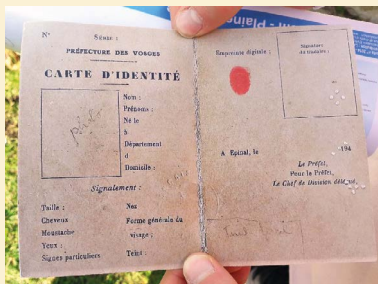 N° Série :
PRÉFECTURE DES VOSGES
CARTE D'IDENTITÉ
Nom :
Prénoms :
Né le
à
Département
d
Domicile :
Signalement :
Taille :
Cheveux
Moustache
Yeux :
Signes particuliers
Nez
Forme générale du
visage :
Teint :
Empreinte digitale :
Signature
du titulaire :
A Epinal, le 194
Le Préfet,
Pour le Préfet,
Le Chef de Division délégué,
Plaine